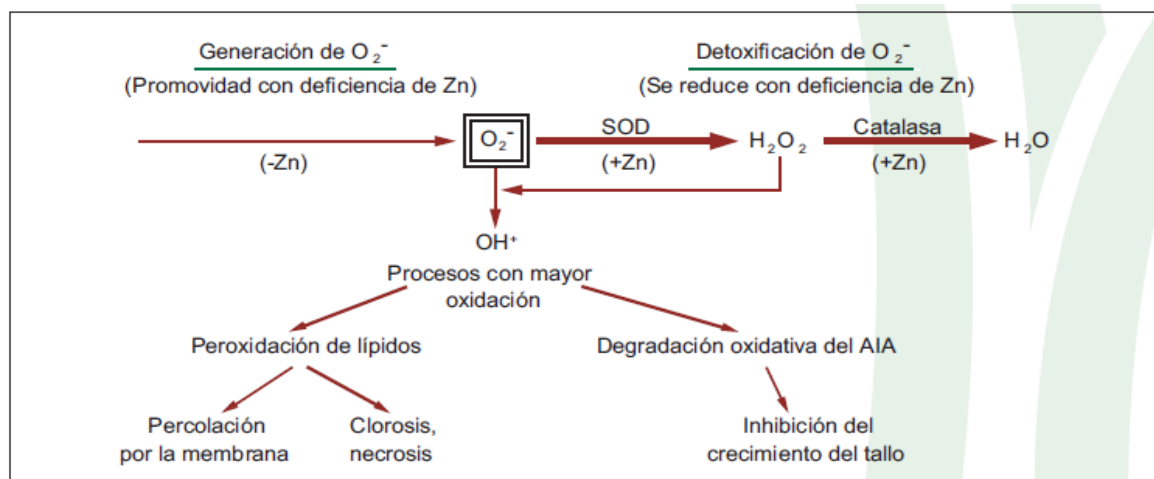 Generación de O₂⁻
(Promovidad con deficiencia de Zn)
Detoxificación de O₂⁻
(Se reduce con deficiencia de Zn)
(-Zn)
O₂⁻
SOD
(+Zn)
H₂O₂
Catalasa
(+Zn)
H₂O
OH⁺
Procesos con mayor
oxidación
Peroxidación de lípidos
Degradación oxidativa del AIA
Percolación
por la membrana
Clorosis,
necrosis
Inhibición del
crecimiento del tallo